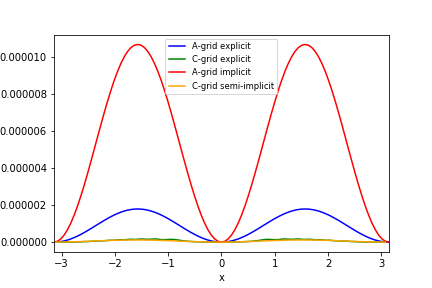 0.000010
0.000008
0.000006
0.000004
0.000002
0.000000
A-grid explicit
C-grid explicit
A-grid implicit
C-grid semi-implicit
−3 −2 −1 0 1 2 3
x